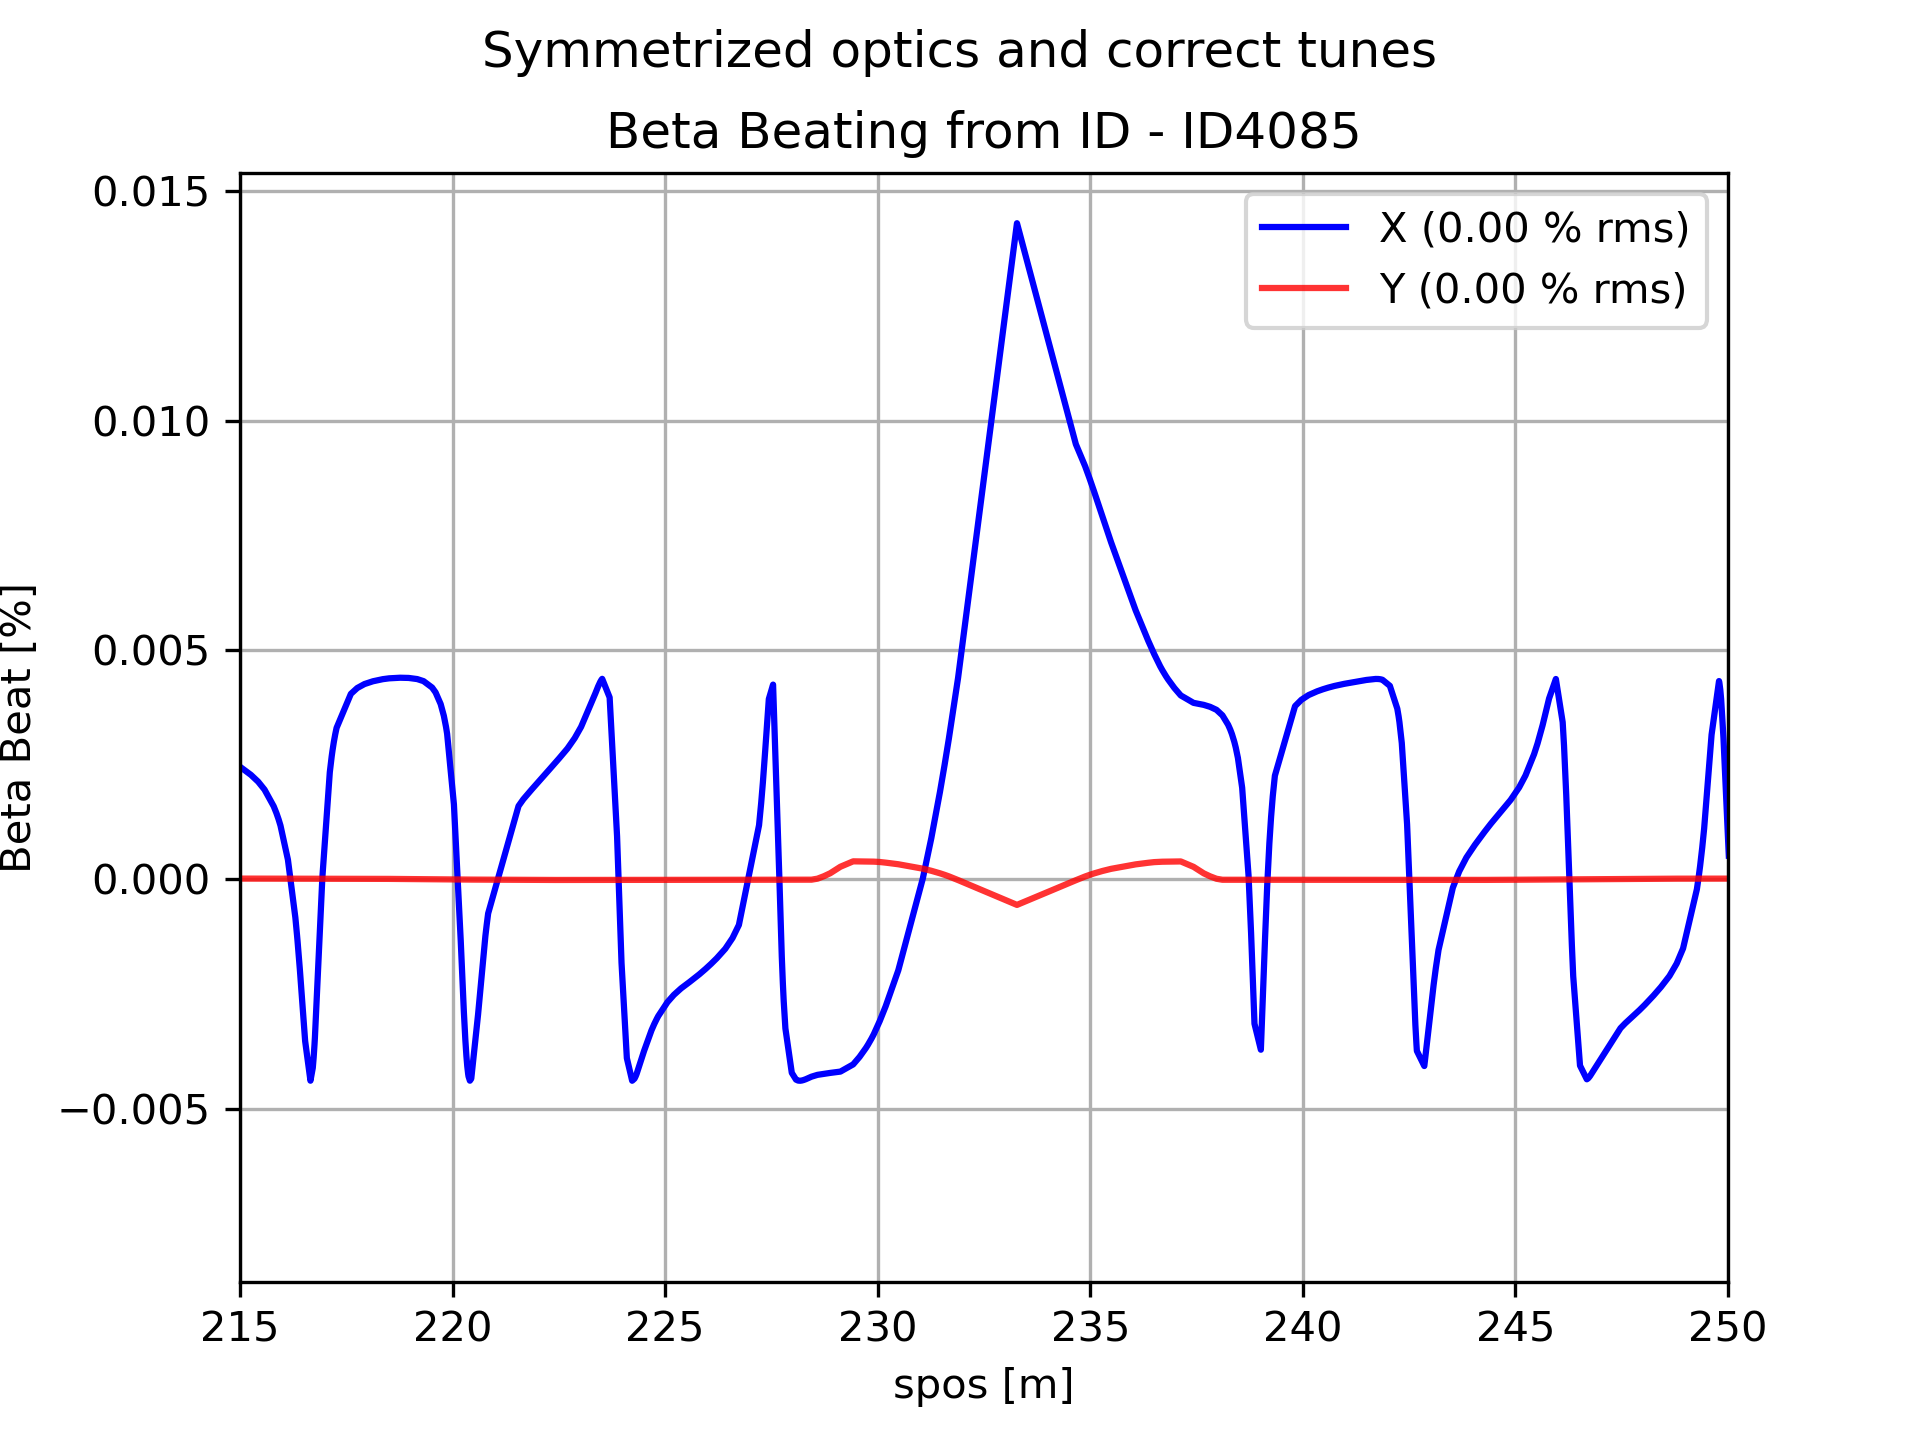 Symmetrized optics and correct tunes
Beta Beating from ID - ID4085
X (0.00 % rms)
Y (0.00 % rms)
Beta Beat [%]
0.015
0.010
0.005
0.000
−0.005
215 220 225 230 235 240 245 250
spos [m]